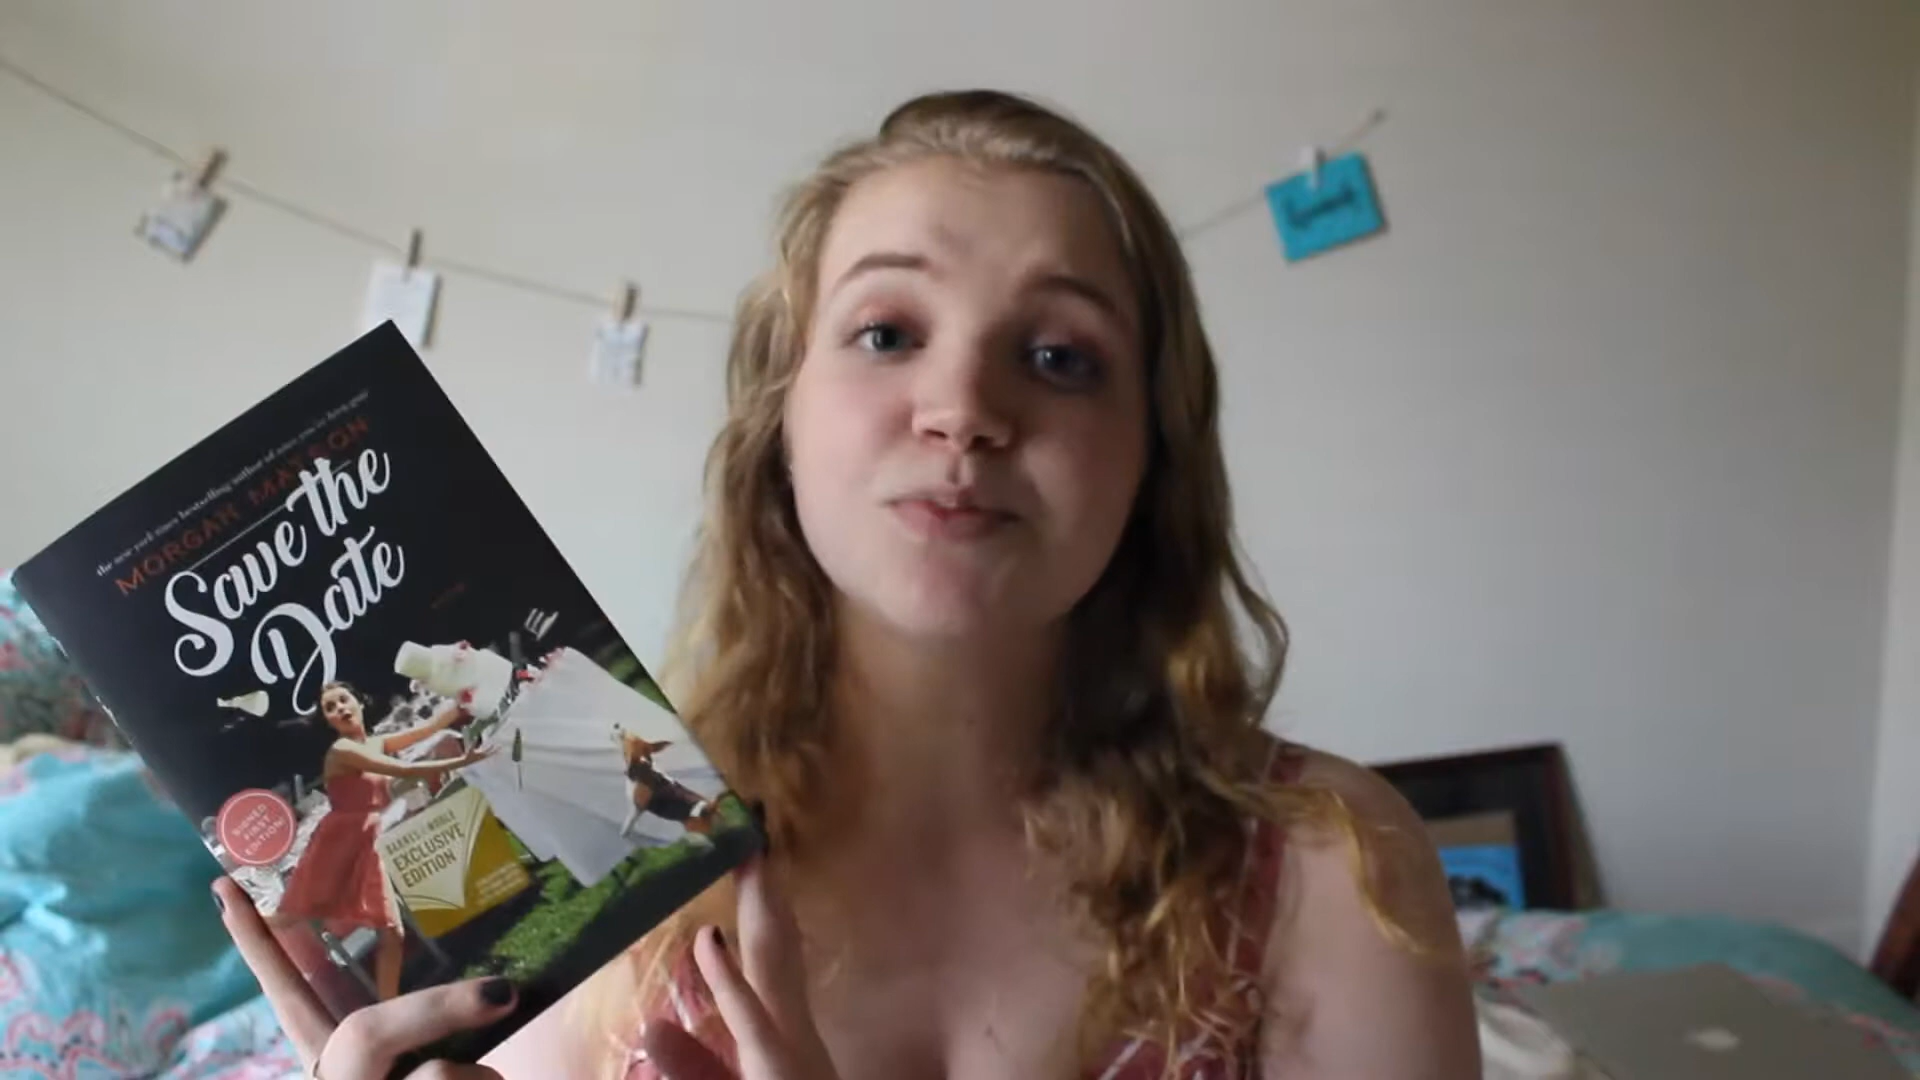 the new york times bestselling author of since you've been gone
MORGAN MATSON
Save the
Date
SIGNED
FIRST
EDITION!
BARNES & NOBLE
EXCLUSIVE
EDITION